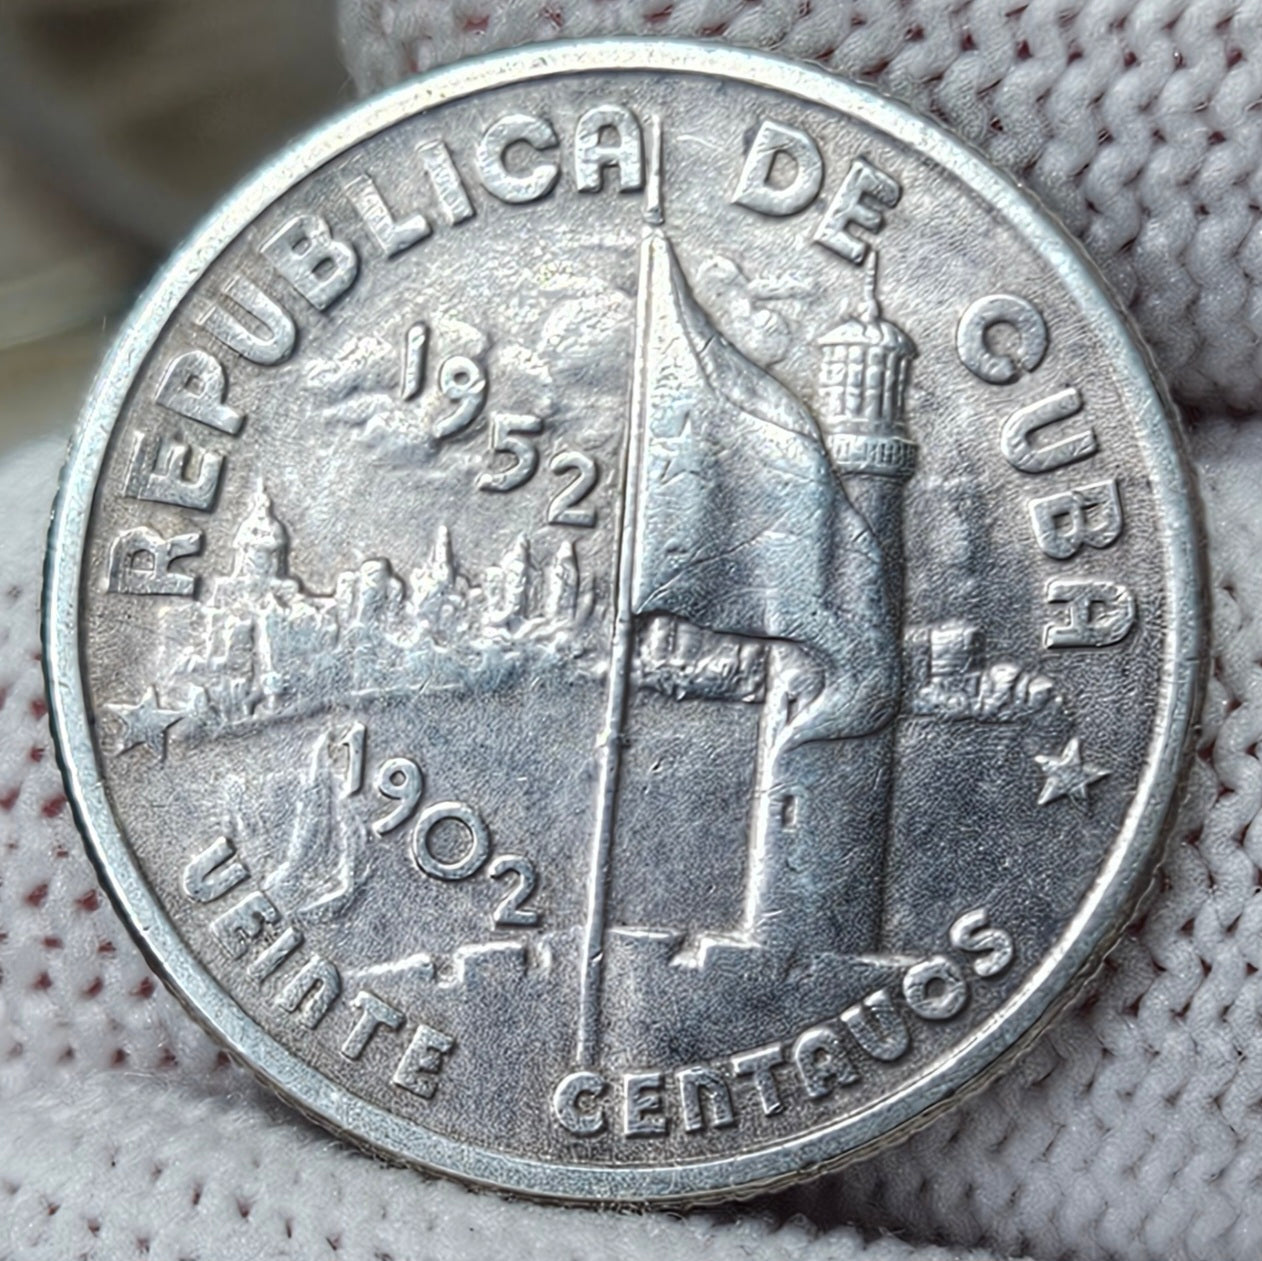 REPUBLICA DE CUBA
1952
1902
VEINTE CENTAVOS